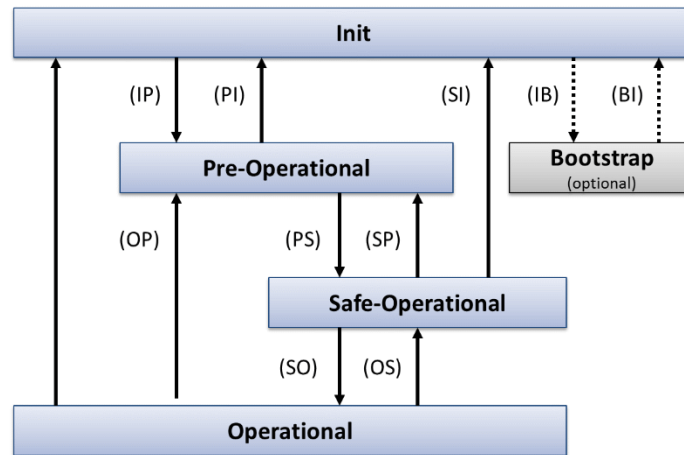 Init
(IP)
(PI)
(SI)
(IB)
(BI)
Pre-Operational
Bootstrap
(optional)
(OP)
(PS)
(SP)
Safe-Operational
(SO)
(OS)
Operational